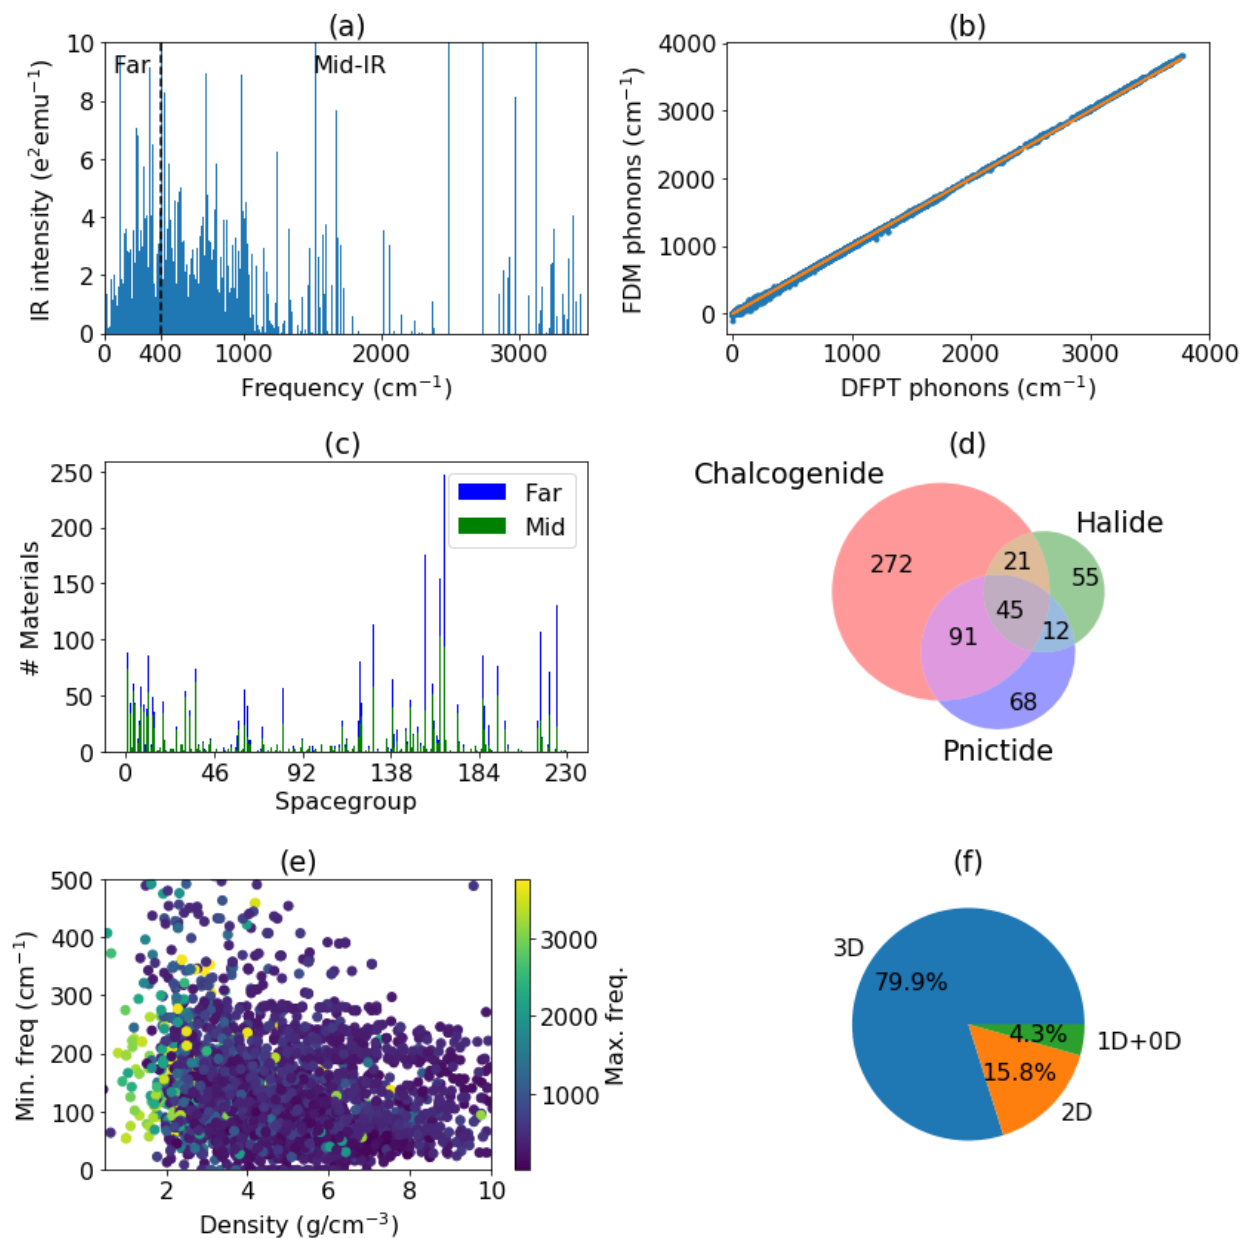 (a)
10
8
6
4
2
0
IR intensity (e²emu⁻¹)
Far
Mid-IR
0 400 1000 2000 3000
Frequency (cm⁻¹)
(b)
4000
3000
2000
1000
0
FDM phonons (cm⁻¹)
0 1000 2000 3000 4000
DFPT phonons (cm⁻¹)
(c)
250
200
150
100
50
0
# Materials
Far
Mid
0 46 92 138 184 230
Spacegroup
(d)
Chalcogenide
Halide
272
21
55
45
12
91
68
Pnictide
(e)
500
400
300
200
100
0
Min. freq (cm⁻¹)
2 4 6 8 10
Density (g/cm⁻³)
3000
2000
1000
Max. freq.
(f)
3D
79.9%
4.3%
1D+0D
15.8%
2D